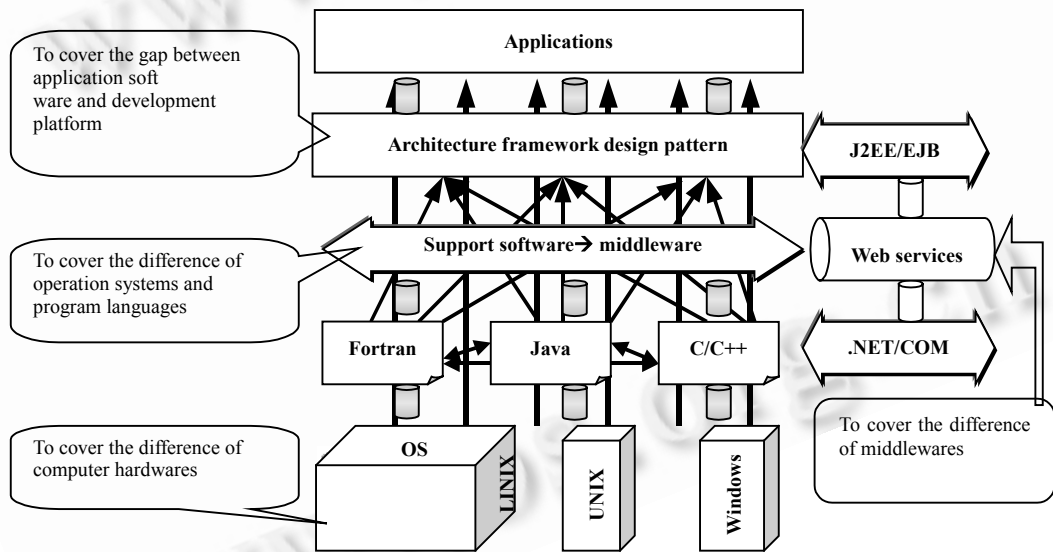 Applications
To cover the gap between
application soft
ware and development
platform
Architecture framework design pattern
J2EE/EJB
Support software→ middleware
Web services
To cover the difference of
operation systems and
program languages
Fortran
Java
C/C++
.NET/COM
To cover the difference of
computer hardwares
OS
LINIX
UNIX
Windows
To cover the difference
of middlewares